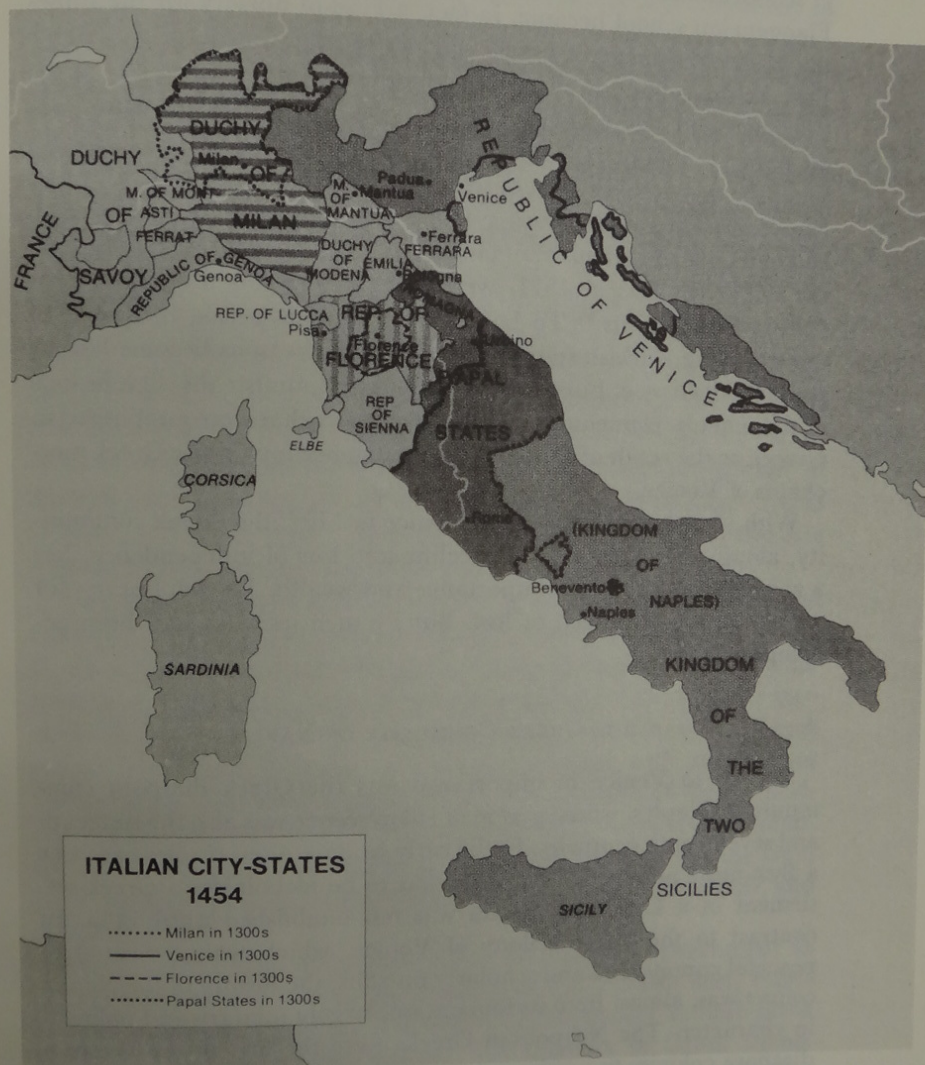 DUCHY
OF
SAVOY
FRANCE
DUCHY
OF
MILAN
Milan
M. OF MONT
ASTI
FERRAT
REPUBLIC OF GENOA
Genoa
M.
OF
MANTUA
Mantua
Padua
Venice
REPUBLIC OF VENICE
Ferrara
FERRARA
DUCHY
OF
MODENA
EMILIA
Bologna
ROMAGNA
REP. OF LUCCA
Pisa
REP. OF
Florence
FLORENCE
Urbino
PAPAL
STATES
REP
OF
SIENNA
ELBE
CORSICA
SARDINIA
Rome
(KINGDOM
OF
NAPLES)
Benevento
Naples
KINGDOM
OF
THE
TWO
SICILIES
SICILY
ITALIAN CITY-STATES
1454
Milan in 1300s
Venice in 1300s
Florence in 1300s
Papal States in 1300s